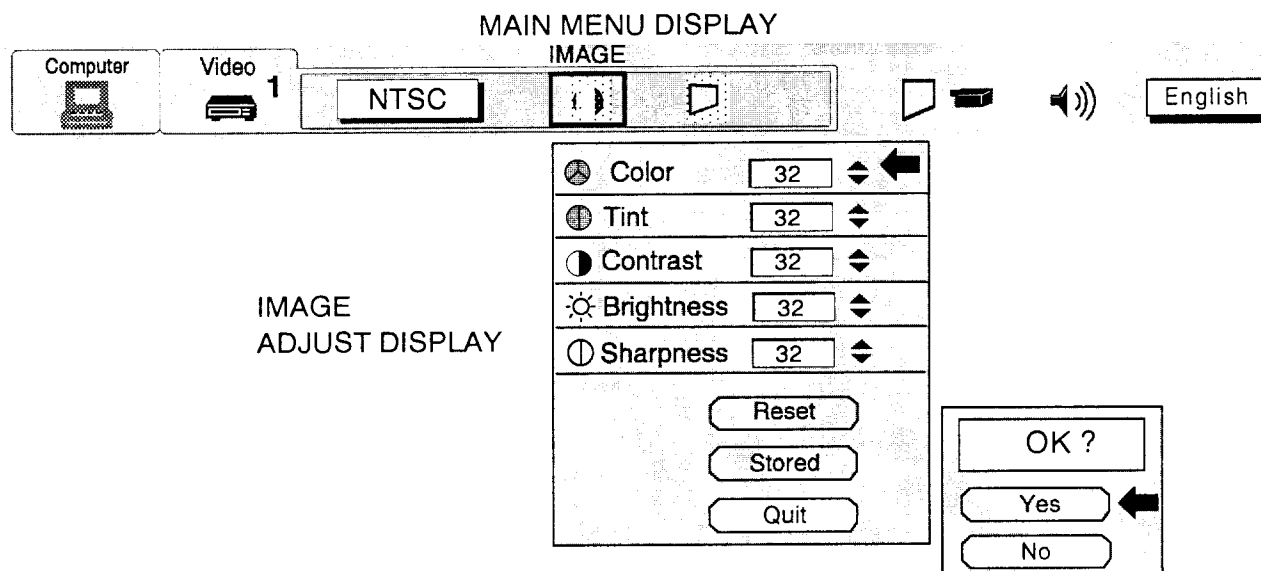 MAIN MENU DISPLAY
IMAGE
Computer
Video
1
NTSC
English
Color 32
Tint 32
Contrast 32
Brightness 32
Sharpness 32
IMAGE
ADJUST DISPLAY
Reset
Stored
Quit
OK ?
Yes
No